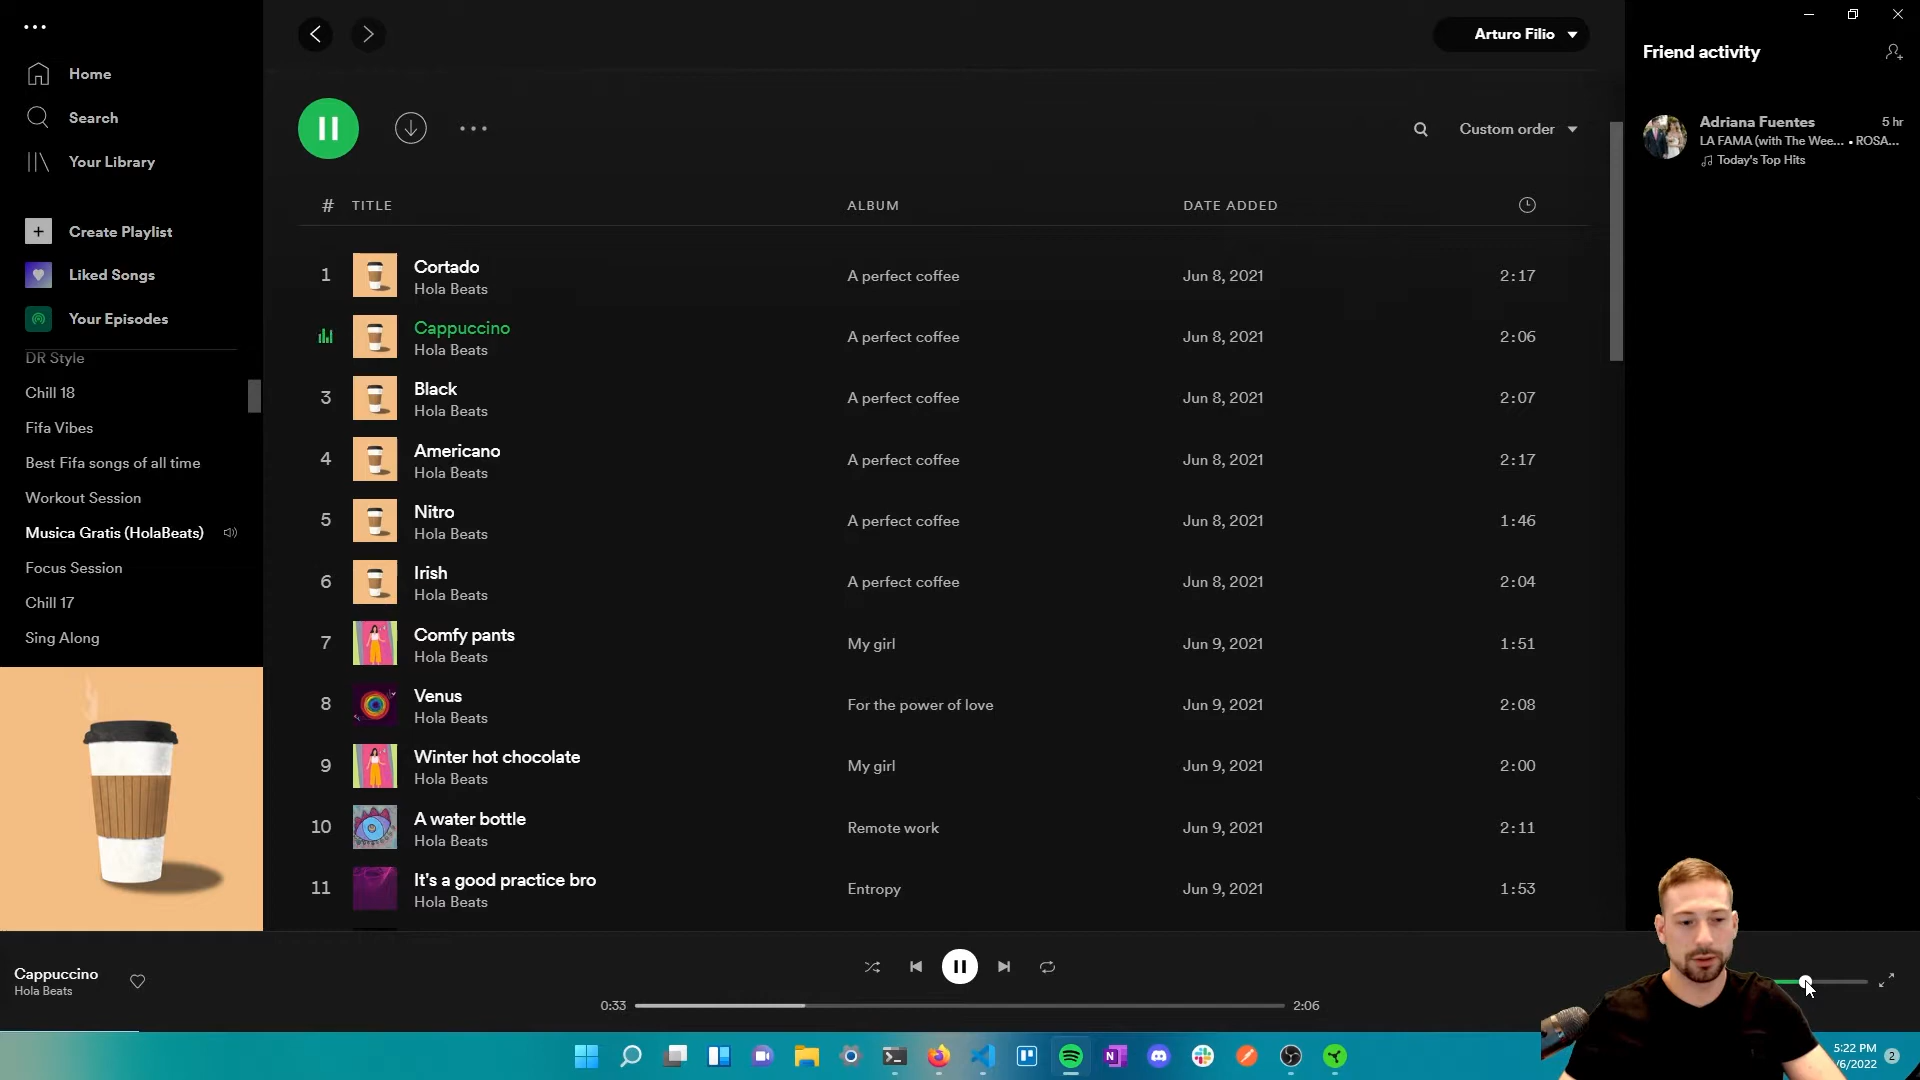 Home
Search
Your Library
Create Playlist
Liked Songs
Your Episodes
DR Style
Chill 18
Fifa Vibes
Best Fifa songs of all time
Workout Session
Musica Gratis (HolaBeats)
Focus Session
Chill 17
Sing Along
Arturo Filio
Custom order
# TITLE ALBUM DATE ADDED
1 Cortado Hola Beats A perfect coffee Jun 8, 2021 2:17
Cappuccino Hola Beats A perfect coffee Jun 8, 2021 2:06
3 Black Hola Beats A perfect coffee Jun 8, 2021 2:07
4 Americano Hola Beats A perfect coffee Jun 8, 2021 2:17
5 Nitro Hola Beats A perfect coffee Jun 8, 2021 1:46
6 Irish Hola Beats A perfect coffee Jun 8, 2021 2:04
7 Comfy pants Hola Beats My girl Jun 9, 2021 1:51
8 Venus Hola Beats For the power of love Jun 9, 2021 2:08
9 Winter hot chocolate Hola Beats My girl Jun 9, 2021 2:00
10 A water bottle Hola Beats Remote work Jun 9, 2021 2:11
11 It's a good practice bro Hola Beats Entropy Jun 9, 2021 1:53
Friend activity
Adriana Fuentes 5 hr
LA FAMA (with The Wee... • ROSA...
Today's Top Hits
Cappuccino
Hola Beats
0:33 2:06
N
5:22 PM
/6/2022
2